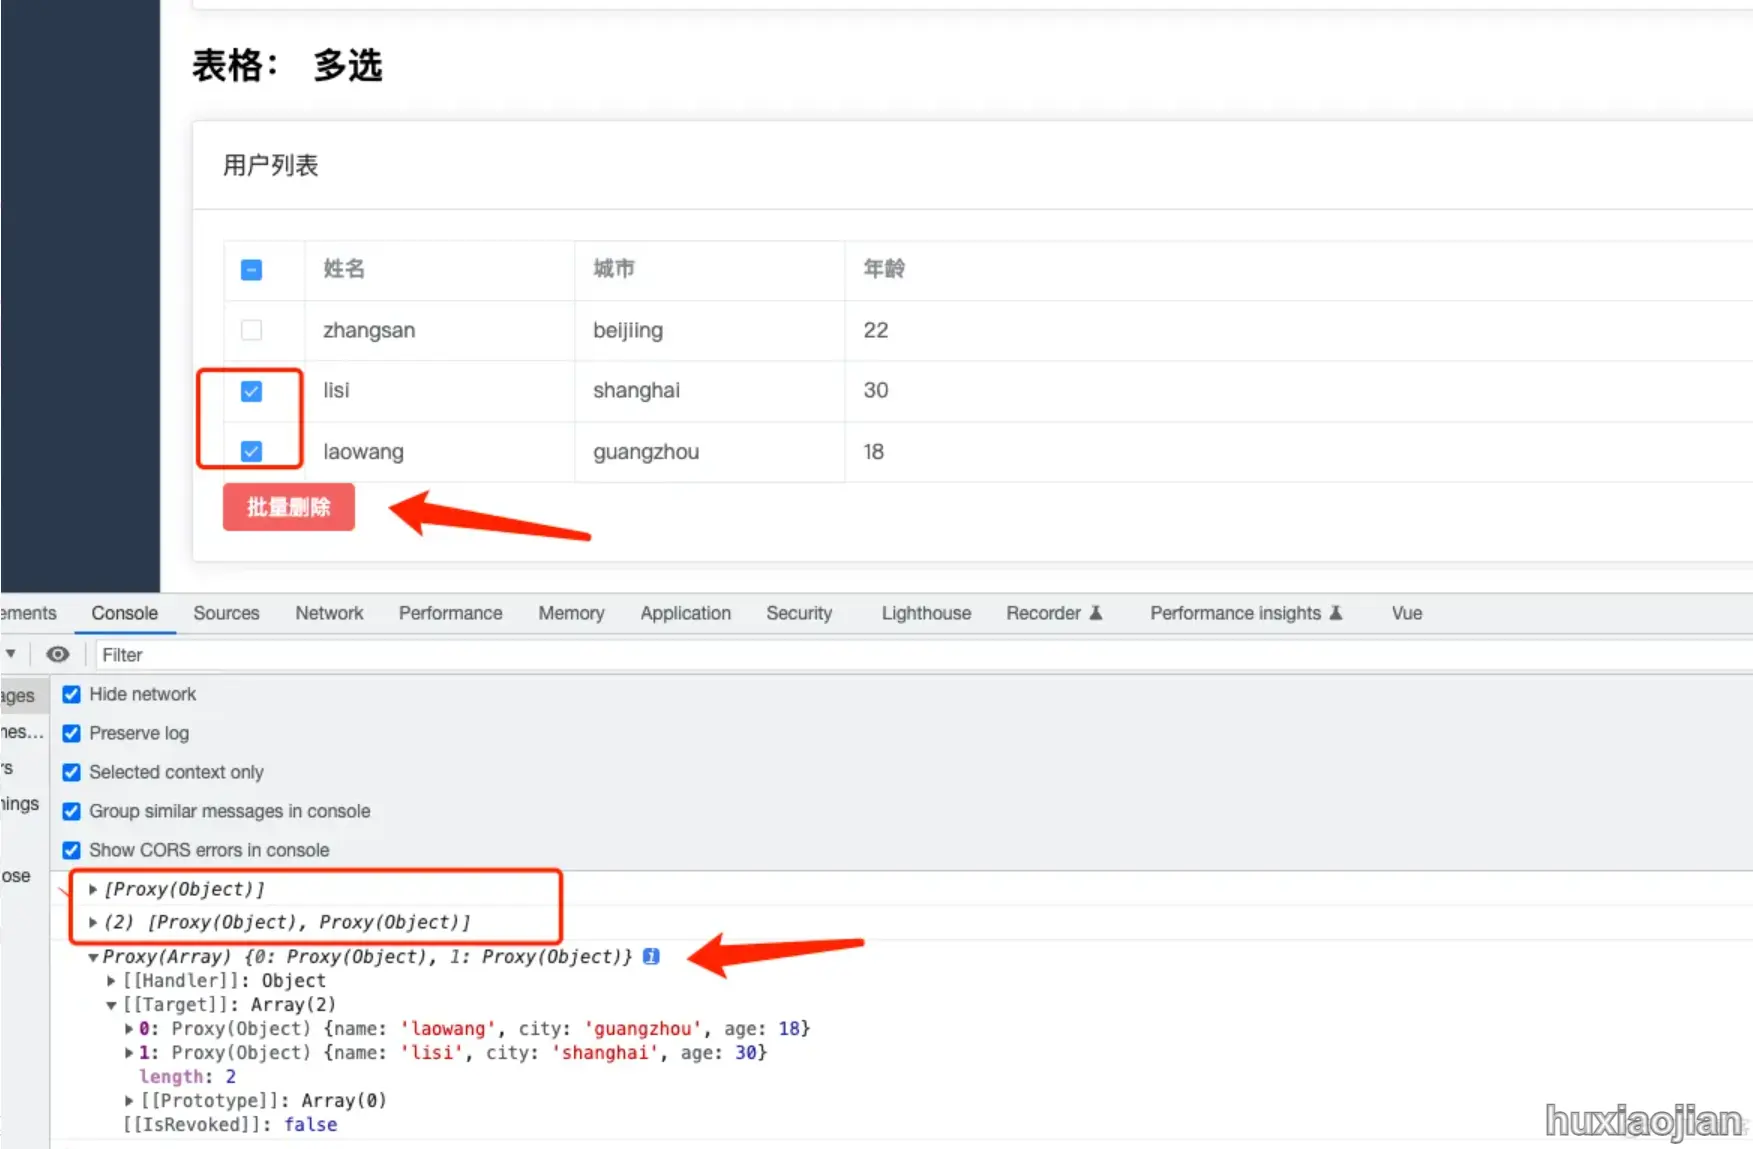 表格： 多选
用户列表
姓名 城市 年龄
zhangsan beijiing 22
lisi shanghai 30
laowang guangzhou 18
批量删除
ements Console Sources Network Performance Memory Application Security Lighthouse Recorder Performance insights Vue
Filter
ages
nes...
rs
nings
ose
Hide network
Preserve log
Selected context only
Group similar messages in console
Show CORS errors in console
[Proxy(Object)]
(2) [Proxy(Object), Proxy(Object)]
Proxy(Array) {0: Proxy(Object), 1: Proxy(Object)} i
[[Handler]]: Object
[[Target]]: Array(2)
0: Proxy(Object) {name: 'laowang', city: 'guangzhou', age: 18}
1: Proxy(Object) {name: 'lisi', city: 'shanghai', age: 30}
length: 2
[[Prototype]]: Array(0)
[[IsRevoked]]: false
huxiaojian